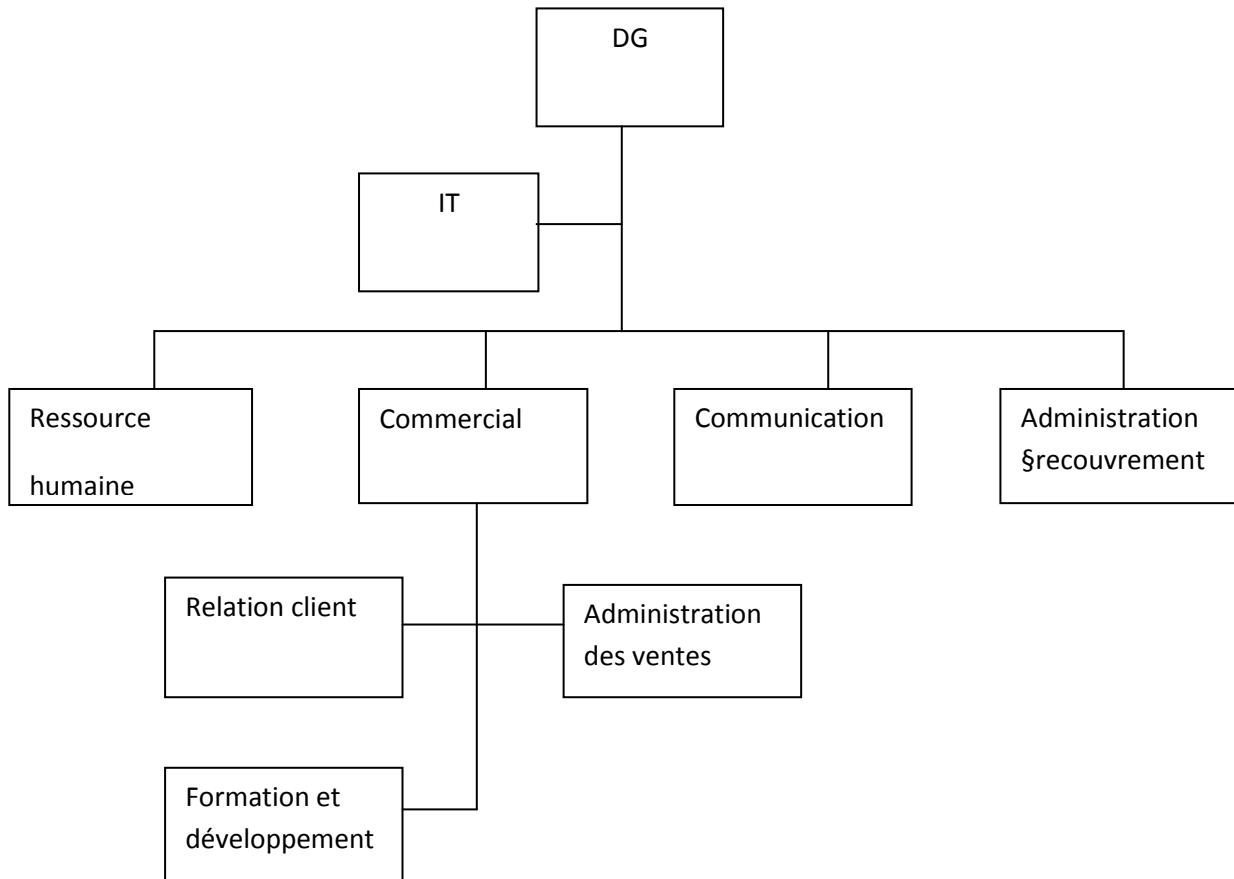 DG
IT
Ressource
humaine
Commercial
Communication
Administration
§recouvrement
Relation client
Administration
des ventes
Formation et
développement